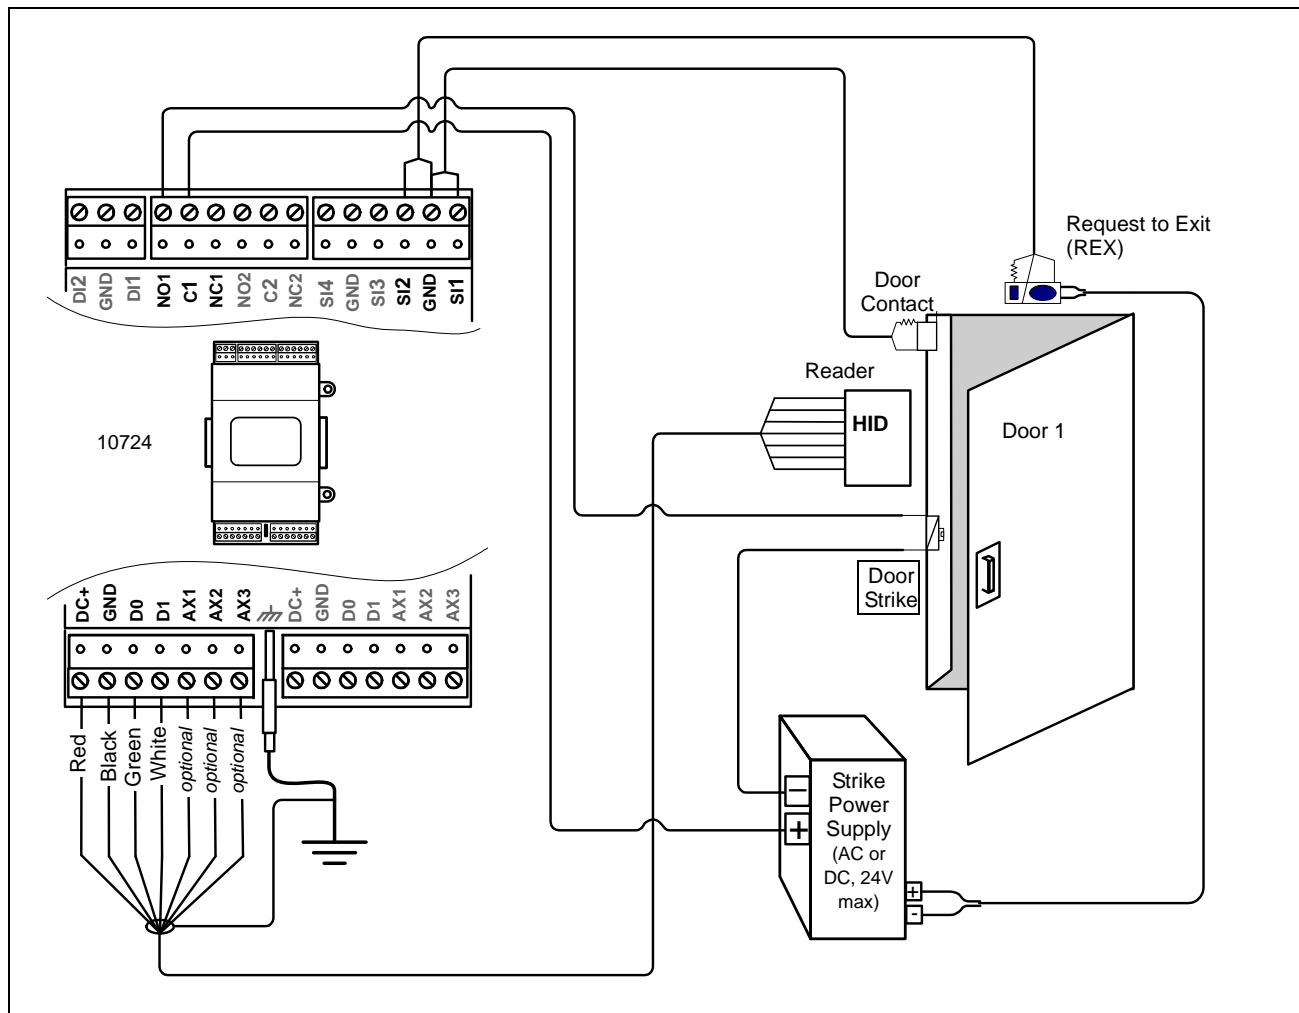 Request to Exit
(REX)
Door
Contact
DI2
GND
DI1
NO1
C1
NC1
NO2
C2
NC2
SI4
GND
SI3
SI2
GND
SI1
Reader
HID
Door 1
10724
Door
Strike
DC+
GND
D0
D1
AX1
AX2
AX3
DC+
GND
D0
D1
AX1
AX2
AX3
Red
Black
Green
White
optional
optional
optional
Strike
Power
Supply
(AC or
DC, 24V
max)
−
+
+
-